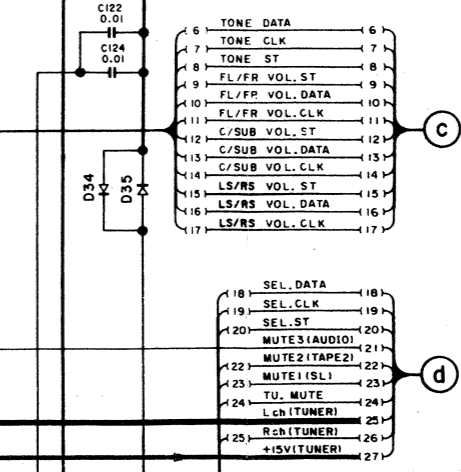 C122
0.01
C124
0.01
D34
D35
6 TONE DATA 6
7 TONE CLK 7
8 TONE ST 8
9 FL/FR VOL.ST 9
10 FL/FR VOL.DATA 10
11 FL/FR VOL.CLK 11
12 C/SUB VOL.ST 12
13 C/SUB VOL.DATA 13
14 C/SUB VOL.CLK 14
15 LS/RS VOL.ST 15
16 LS/RS VOL.DATA 16
17 LS/RS VOL.CLK 17
c
18 SEL.DATA 18
19 SEL.CLK 19
20 SEL.ST 20
MUTE3(AUDIO) 21
22 MUTE2(TAPE2) 22
23 MUTE1(SL) 23
24 TU. MUTE 24
Lch(TUNER) 25
25 Rch(TUNER) 26
+15V(TUNER) 27
d